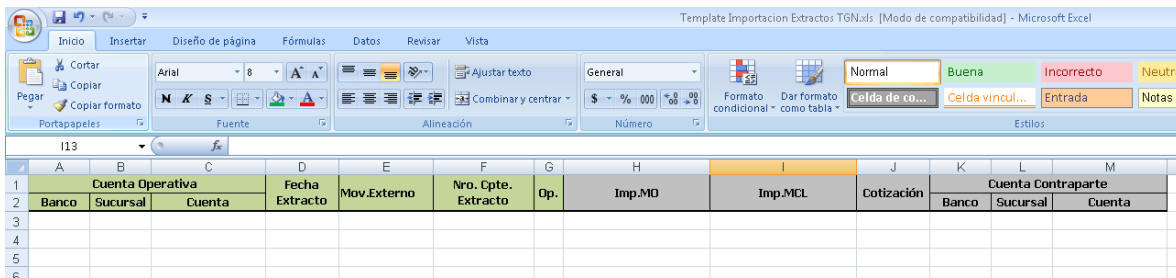 Template Importacion Extractos TGN.xls [Modo de compatibilidad] - Microsoft Excel
Inicio Insertar Diseño de página Fórmulas Datos Revisar Vista
Cortar
Copiar
Copiar formato
Pegar
Portapapeles
Arial 8
N K S
Fuente
Ajustar texto
Combinar y centrar
Alineación
General
$ % 000
Número
Formato condicional
Dar formato como tabla
Normal Buena Incorrecto Neutr
Celda de co... Celda vincul... Entrada Notas
Estilos
I13 fx
A B C D E F G H I J K L M
1 Cuenta Operativa Fecha Extracto Mov.Externo Nro. Cpte. Extracto Op. Imp.MO Imp.MCL Cotización Cuenta Contraparte
2 Banco Sucursal Cuenta Banco Sucursal Cuenta
3
4
5
6